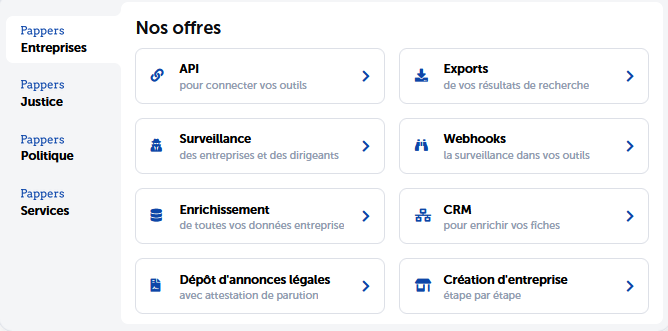 Pappers
Entreprises
Pappers
Justice
Pappers
Politique
Pappers
Services
Nos offres
API
pour connecter vos outils
Exports
de vos résultats de recherche
Surveillance
des entreprises et des dirigeants
Webhooks
la surveillance dans vos outils
Enrichissement
de toutes vos données entreprise
CRM
pour enrichir vos fiches
Dépôt d'annonces légales
avec attestation de parution
Création d'entreprise
étape par étape